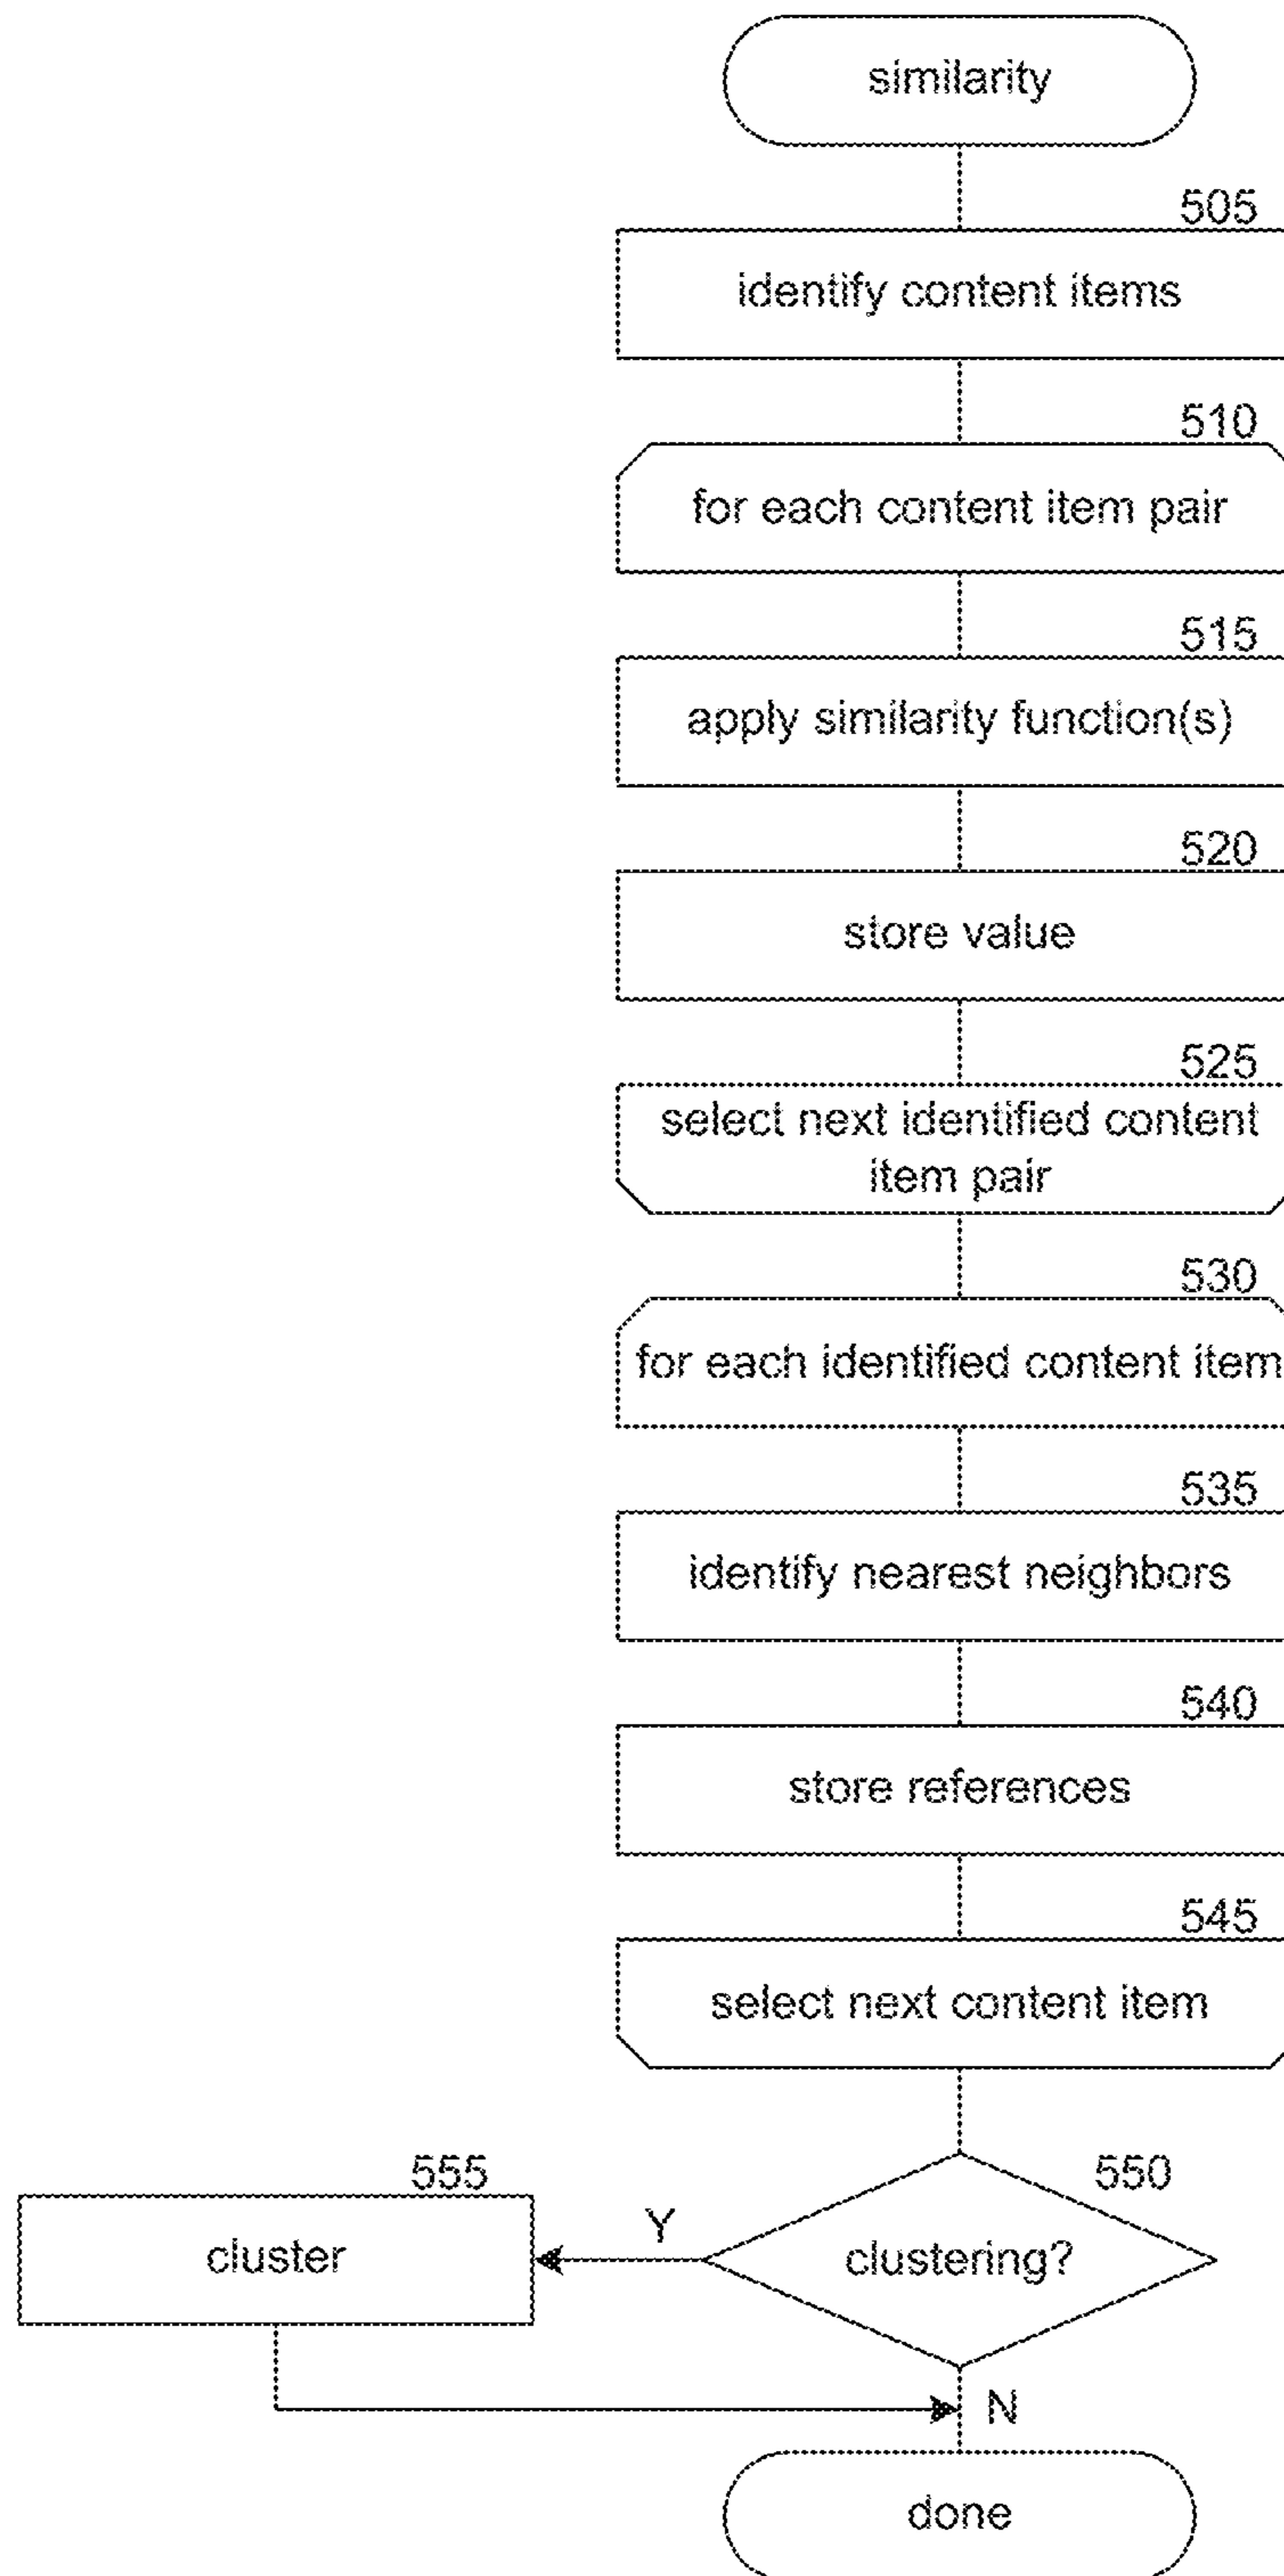 similarity
505
identify content items
510
for each content item pair
515
apply similarity function(s)
520
store value
525
select next identified content
item pair
530
for each identified content item
535
identify nearest neighbors
540
store references
545
select next content item
550
clustering?
Y
555
cluster
N
done